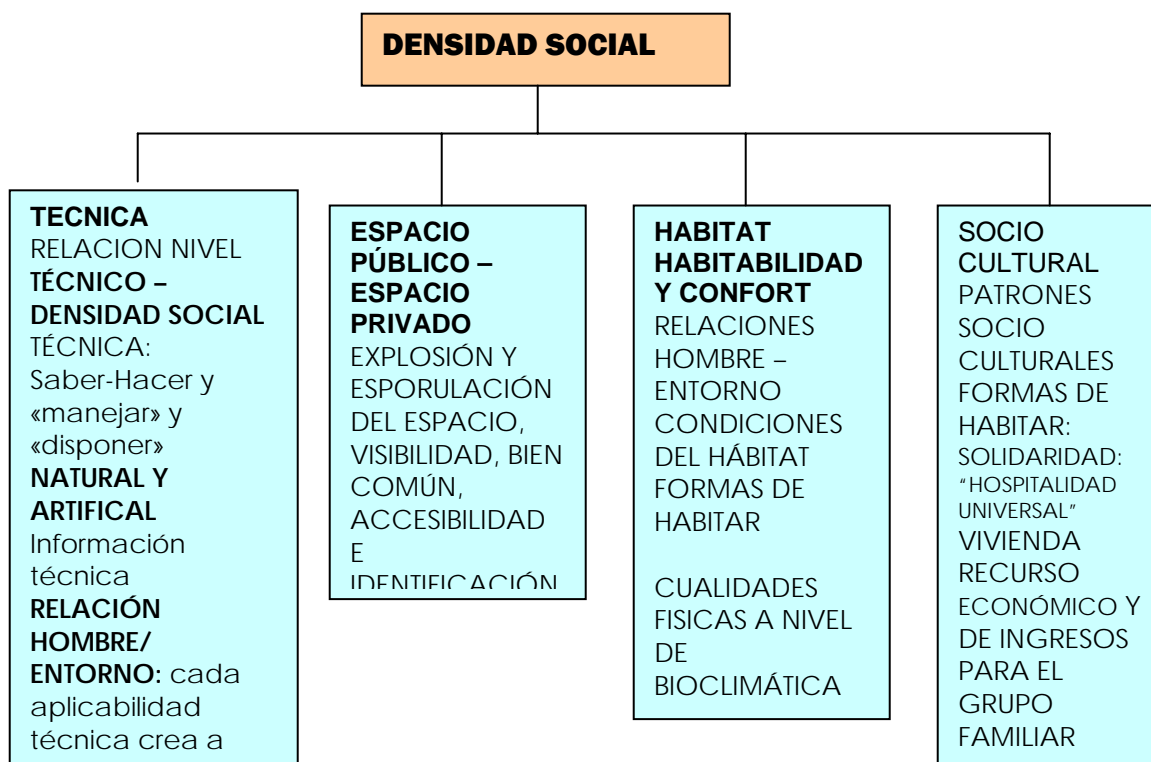 DENSIDAD SOCIAL
TECNICA
RELACION NIVEL
TÉCNICO –
DENSIDAD SOCIAL
TÉCNICA:
Saber-Hacer y
«manejar» y
«disponer»
NATURAL Y
ARTIFICAL
Información
técnica
RELACIÓN
HOMBRE/
ENTORNO: cada
aplicabilidad
técnica crea a
ESPACIO
PÚBLICO –
ESPACIO
PRIVADO
EXPLOSIÓN Y
ESPORULACIÓN
DEL ESPACIO,
VISIBILIDAD, BIEN
COMÚN,
ACCESIBILIDAD
E
IDENTIFICACIÓN
HABITAT
HABITABILIDAD
Y CONFORT
RELACIONES
HOMBRE –
ENTORNO
CONDICIONES
DEL HÁBITAT
FORMAS DE
HABITAR
CUALIDADES
FISICAS A NIVEL
DE
BIOCLIMÁTICA
SOCIO
CULTURAL
PATRONES
SOCIO
CULTURALES
FORMAS DE
HABITAR:
SOLIDARIDAD:
“HOSPITALIDAD
UNIVERSAL”
VIVIENDA
RECURSO
ECONÓMICO Y
DE INGRESOS
PARA EL
GRUPO
FAMILIAR